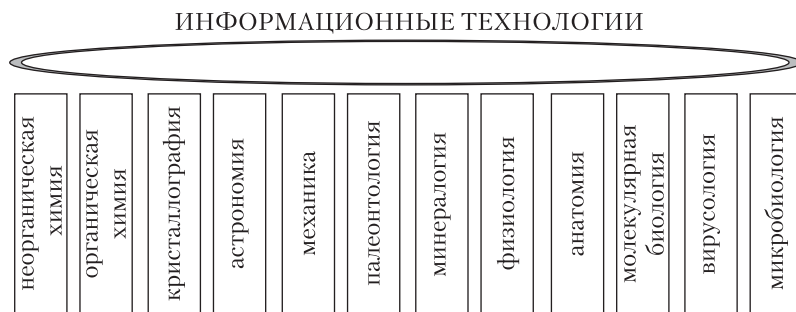 ИНФОРМАЦИОННЫЕ ТЕХНОЛОГИИ
неорганическая
химия
органическая
химия
кристаллография
астрономия
механика
палеонтология
минералогия
физиология
анатомия
молекулярная
биология
вирусология
микробиология